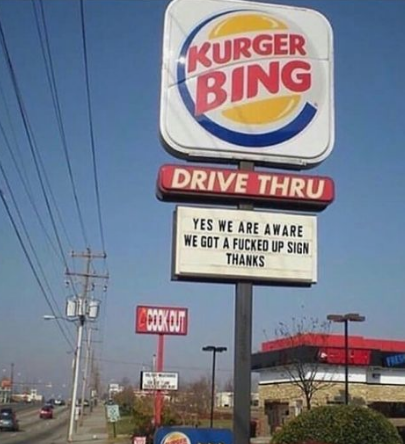 KURGER
BING
DRIVE THRU
YES WE ARE AWARE
WE GOT A FUCKED UP SIGN
THANKS
COOK OUT